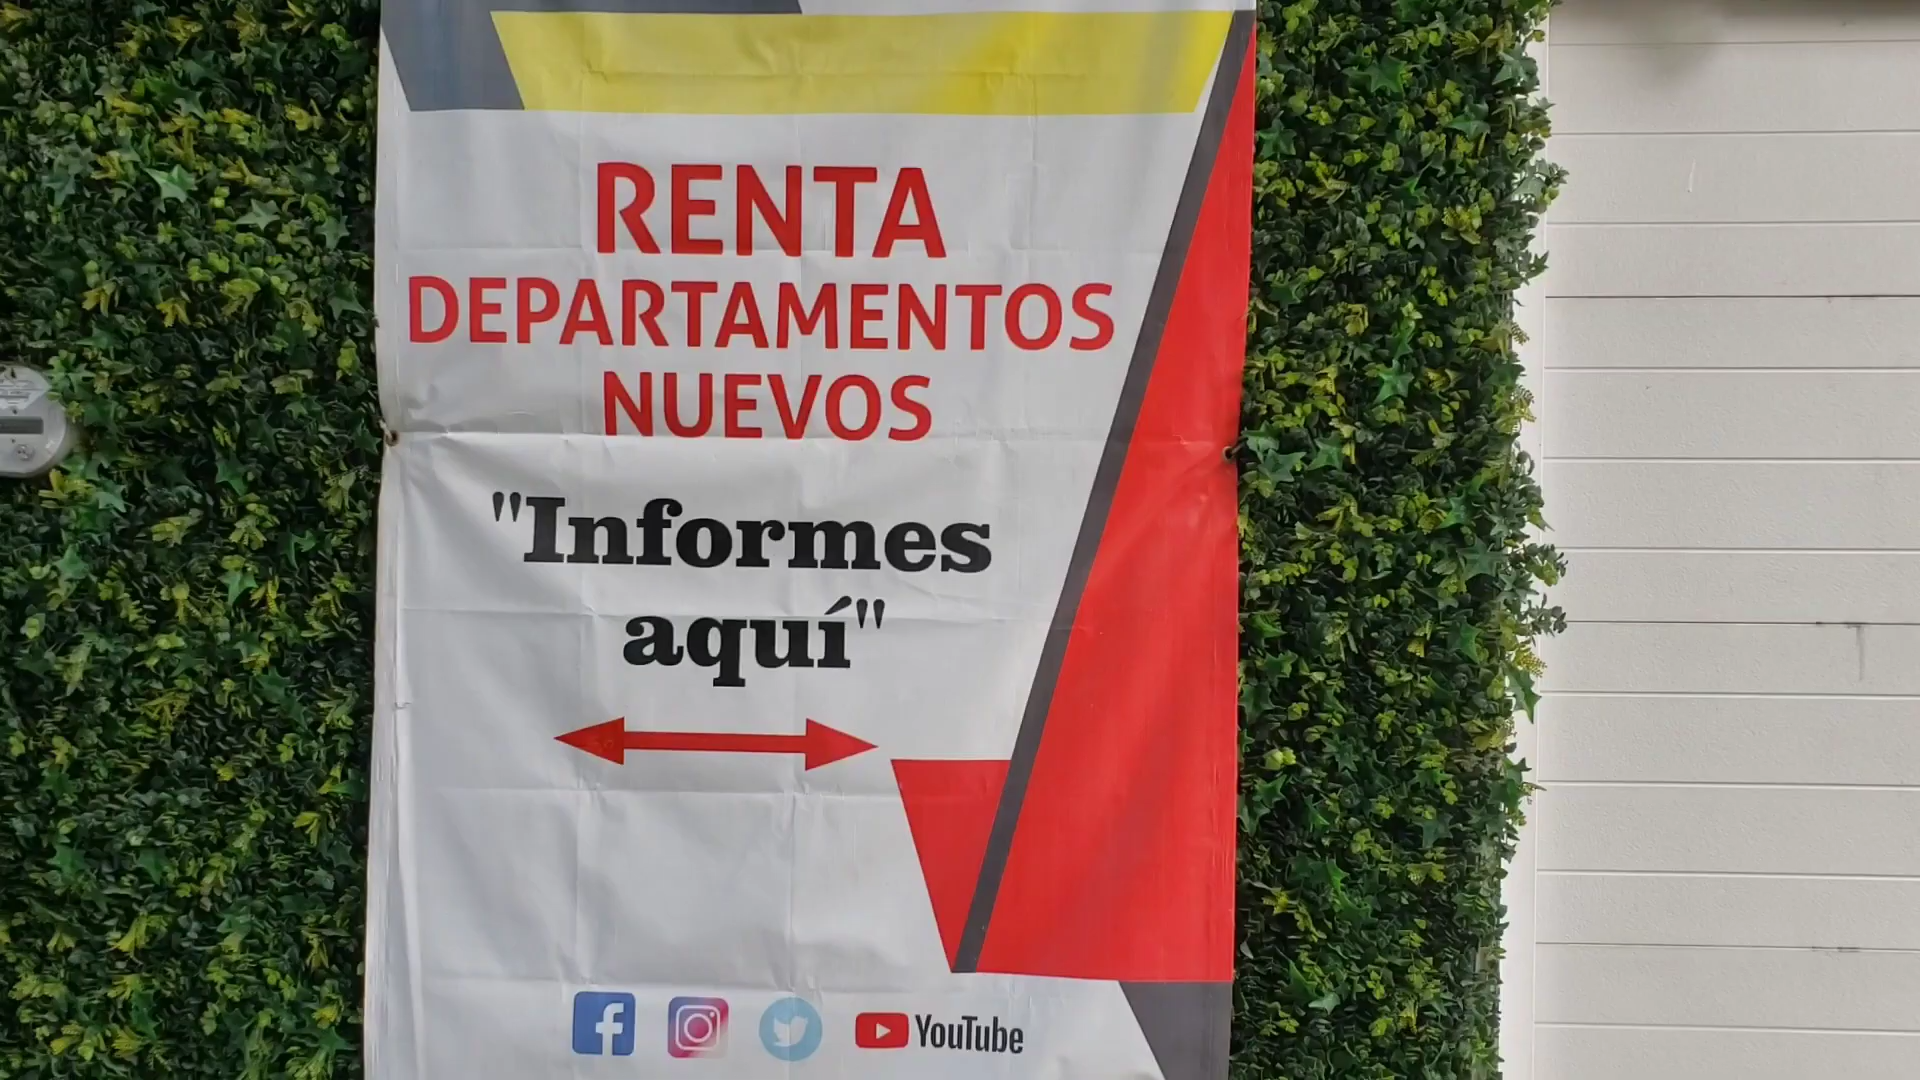 RENTA
DEPARTAMENTOS
NUEVOS
"Informes
aquí"
YouTube